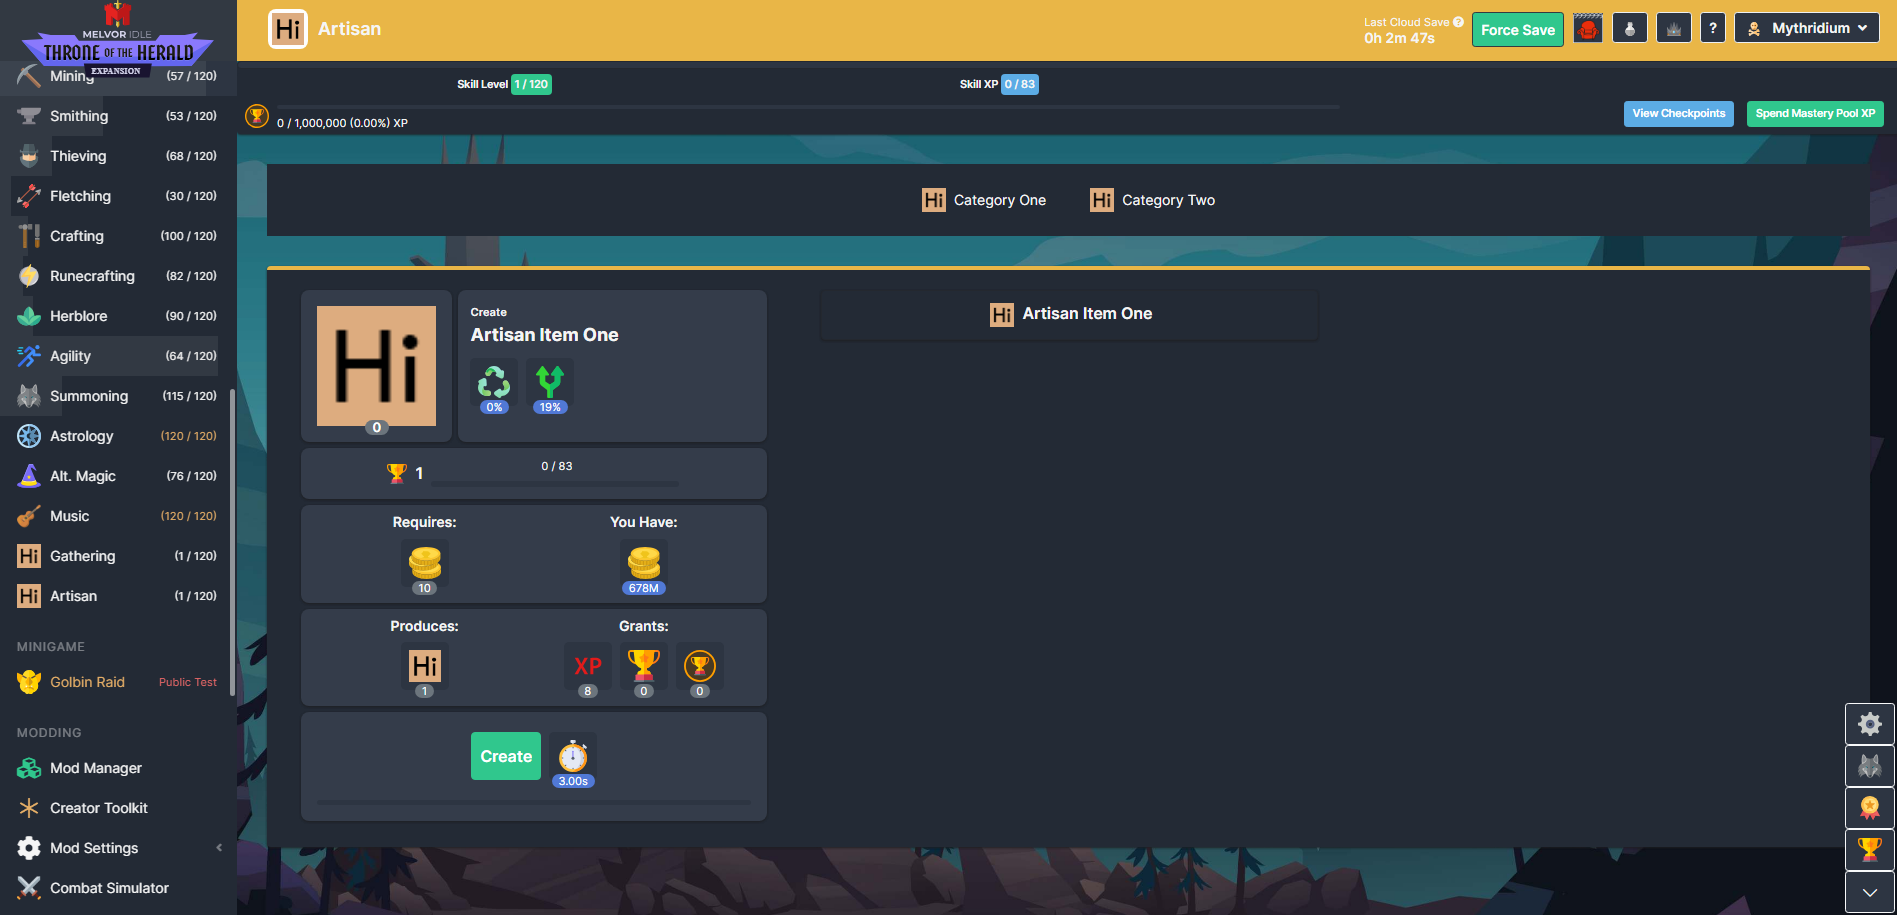 MELVOR IDLE
THRONE OF THE HERALD
EXPANSION
Mining (57 / 120)
Smithing (53 / 120)
Thieving (68 / 120)
Fletching (30 / 120)
Crafting (100 / 120)
Runecrafting (82 / 120)
Herblore (90 / 120)
Agility (64 / 120)
Summoning (115 / 120)
Astrology (120 / 120)
Alt. Magic (76 / 120)
Music (120 / 120)
Hi Gathering (1 / 120)
Hi Artisan (1 / 120)
MINIGAME
Golbin Raid Public Test
MODDING
Mod Manager
Creator Toolkit
Mod Settings
Combat Simulator
Hi Artisan
Last Cloud Save ?
0h 2m 47s
Force Save
?
Mythridium
Skill Level 1 / 120
Skill XP 0 / 83
0 / 1,000,000 (0.00%) XP
View Checkpoints
Spend Mastery Pool XP
Hi Category One
Hi Category Two
Hi
0
Create
Artisan Item One
0%
19%
1
0 / 83
Requires:
10
You Have:
678M
Produces:
Hi
1
Grants:
XP
8
0
0
Create
3.00s
Hi Artisan Item One